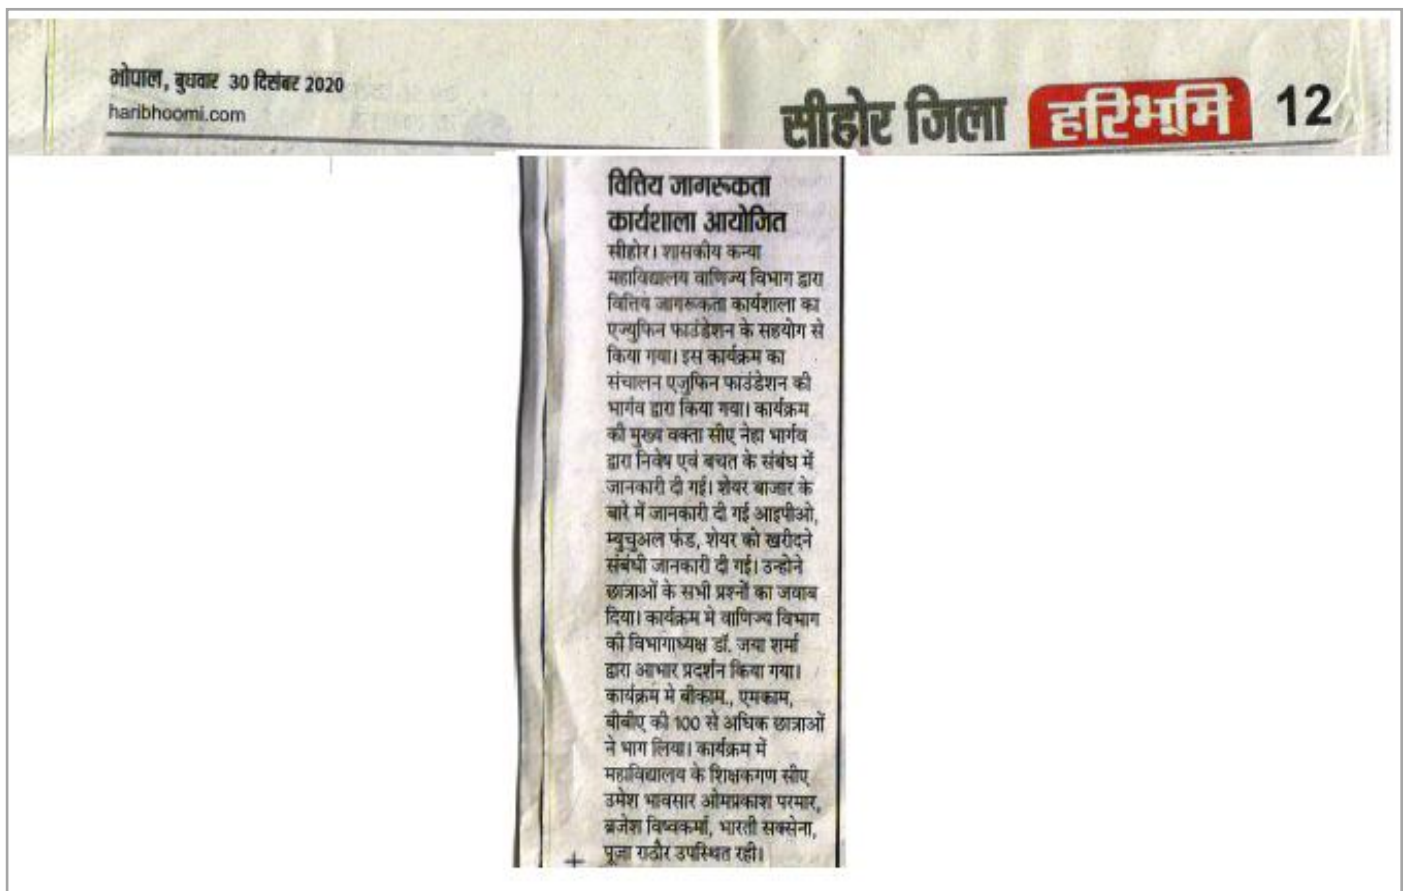 भोपाल, बुधवार 30 दिसंबर 2020
haribhoomi.com
सीहोर जिला हरिभूमि 12
वित्तिय जागरूकता
कार्यशाला आयोजित
सीहोर। शासकीय कन्या
महाविद्यालय वाणिज्य विभाग द्वारा
वित्तिय जागरूकता कार्यशाला का
एज्युफिन फाउंडेशन के सहयोग से
किया गया। इस कार्यक्रम का
संचालन एजुफिन फाउंडेशन की
भार्गव द्वारा किया गया। कार्यक्रम
की मुख्य वक्ता सीए नेहा भार्गव
द्वारा निवेष एवं बचत के संबंध में
जानकारी दी गई। शेयर बाजार के
बारे में जानकारी दी गई आइपीओ,
म्युचुअल फंड, शेयर को खरीदने
संबंधी जानकारी दी गई। उन्होने
छात्राओं के सभी प्रश्नों का जवाब
दिया। कार्यक्रम मे वाणिज्य विभाग
की विभागाध्यक्ष डॉ. जया शर्मा
द्वारा आभार प्रदर्शन किया गया।
कार्यक्रम मे बीकाम., एमकाम,
बीबीए की 100 से अधिक छात्राओं
ने भाग लिया। कार्यक्रम में
महाविद्यालय के शिक्षकगण सीए
उमेश भावसार ओमप्रकाश परमार,
ब्रजेश विष्वकर्मा, भारती सक्सेना,
पूजा राठौर उपस्थित रही।